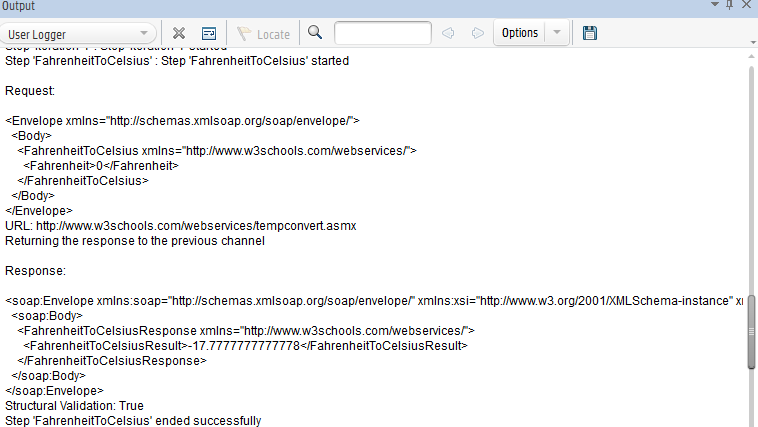 Output
User Logger
Locate
Options
Step 'FahrenheitToCelsius' : Step 'FahrenheitToCelsius' started
Request:
<Envelope xmlns="http://schemas.xmlsoap.org/soap/envelope/">
<Body>
<FahrenheitToCelsius xmlns="http://www.w3schools.com/webservices/">
<Fahrenheit>0</Fahrenheit>
</FahrenheitToCelsius>
</Body>
</Envelope>
URL: http://www.w3schools.com/webservices/tempconvert.asmx
Returning the response to the previous channel
Response:
<soap:Envelope xmlns:soap="http://schemas.xmlsoap.org/soap/envelope/" xmlns:xsi="http://www.w3.org/2001/XMLSchema-instance"
<soap:Body>
<FahrenheitToCelsiusResponse xmlns="http://www.w3schools.com/webservices/">
<FahrenheitToCelsiusResult>-17.7777777777778</FahrenheitToCelsiusResult>
</FahrenheitToCelsiusResponse>
</soap:Body>
</soap:Envelope>
Structural Validation: True
Step 'FahrenheitToCelsius' ended successfully